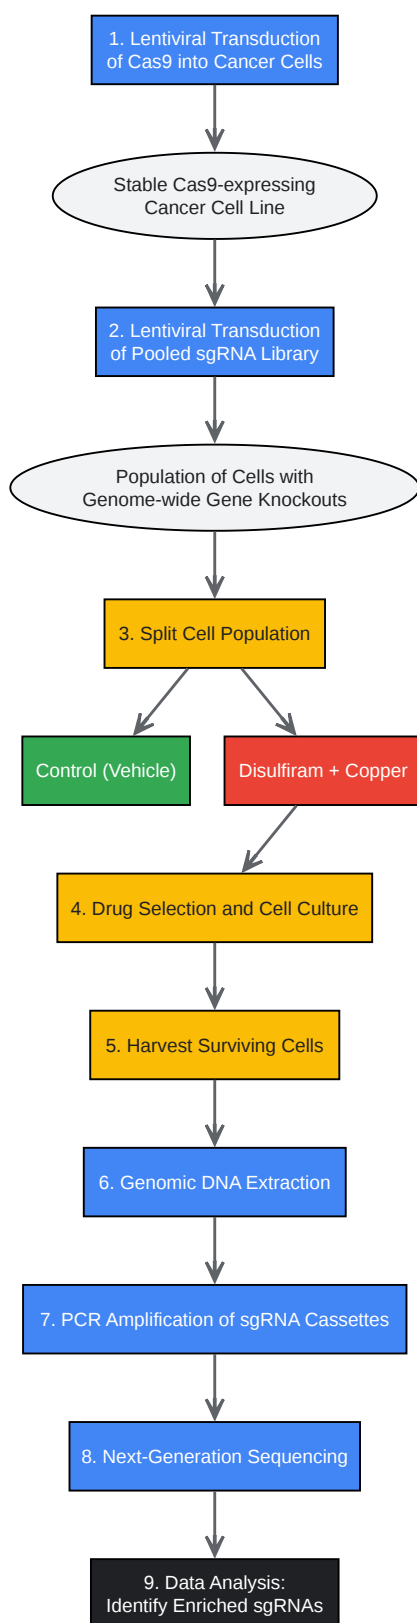 1. Lentiviral Transduction
of Cas9 into Cancer Cells
Stable Cas9-expressing
Cancer Cell Line
2. Lentiviral Transduction
of Pooled sgRNA Library
Population of Cells with
Genome-wide Gene Knockouts
3. Split Cell Population
Control (Vehicle)
Disulfiram + Copper
4. Drug Selection and Cell Culture
5. Harvest Surviving Cells
6. Genomic DNA Extraction
7. PCR Amplification of sgRNA Cassettes
8. Next-Generation Sequencing
9. Data Analysis:
Identify Enriched sgRNAs